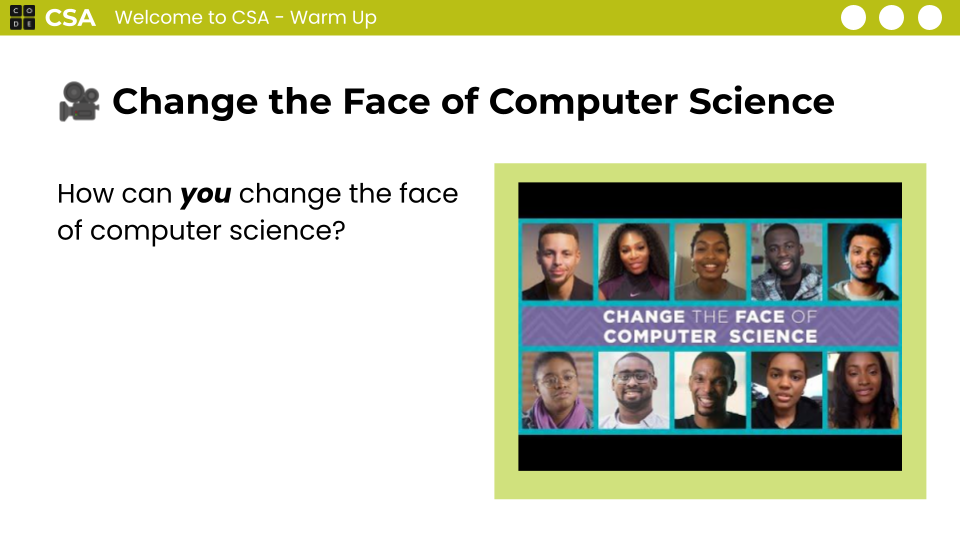 CODE CSA Welcome to CSA - Warm Up
Change the Face of Computer Science
How can you change the face
of computer science?
CHANGE THE FACE OF
COMPUTER SCIENCE